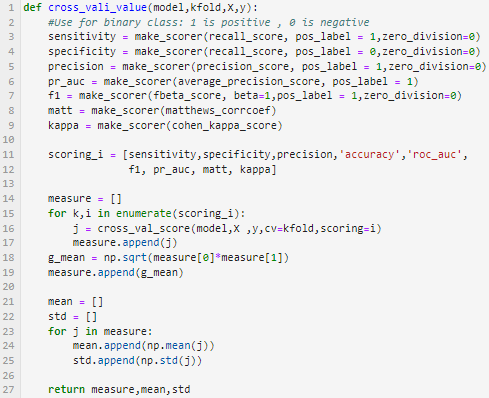 1 def cross_vali_value(model,kfold,X,y):
2     #Use for binary class: 1 is positive , 0 is negative
3     sensitivity = make_scorer(recall_score, pos_label = 1,zero_division=0)
4     specificity = make_scorer(recall_score, pos_label = 0,zero_division=0)
5     precision = make_scorer(precision_score, pos_label = 1,zero_division=0)
6     pr_auc = make_scorer(average_precision_score, pos_label = 1)
7     f1 = make_scorer(fbeta_score, beta=1,pos_label = 1,zero_division=0)
8     matt = make_scorer(matthews_corrcoef)
9     kappa = make_scorer(cohen_kappa_score)
10
11     scoring_i = [sensitivity,specificity,precision,'accuracy','roc_auc',
12                 f1, pr_auc, matt, kappa]
13
14     measure = []
15     for k,i in enumerate(scoring_i):
16         j = cross_val_score(model,X ,y,cv=kfold,scoring=i)
17         measure.append(j)
18     g_mean = np.sqrt(measure[0]*measure[1])
19     measure.append(g_mean)
20
21     mean = []
22     std = []
23     for j in measure:
24         mean.append(np.mean(j))
25         std.append(np.std(j))
26
27     return measure,mean,std